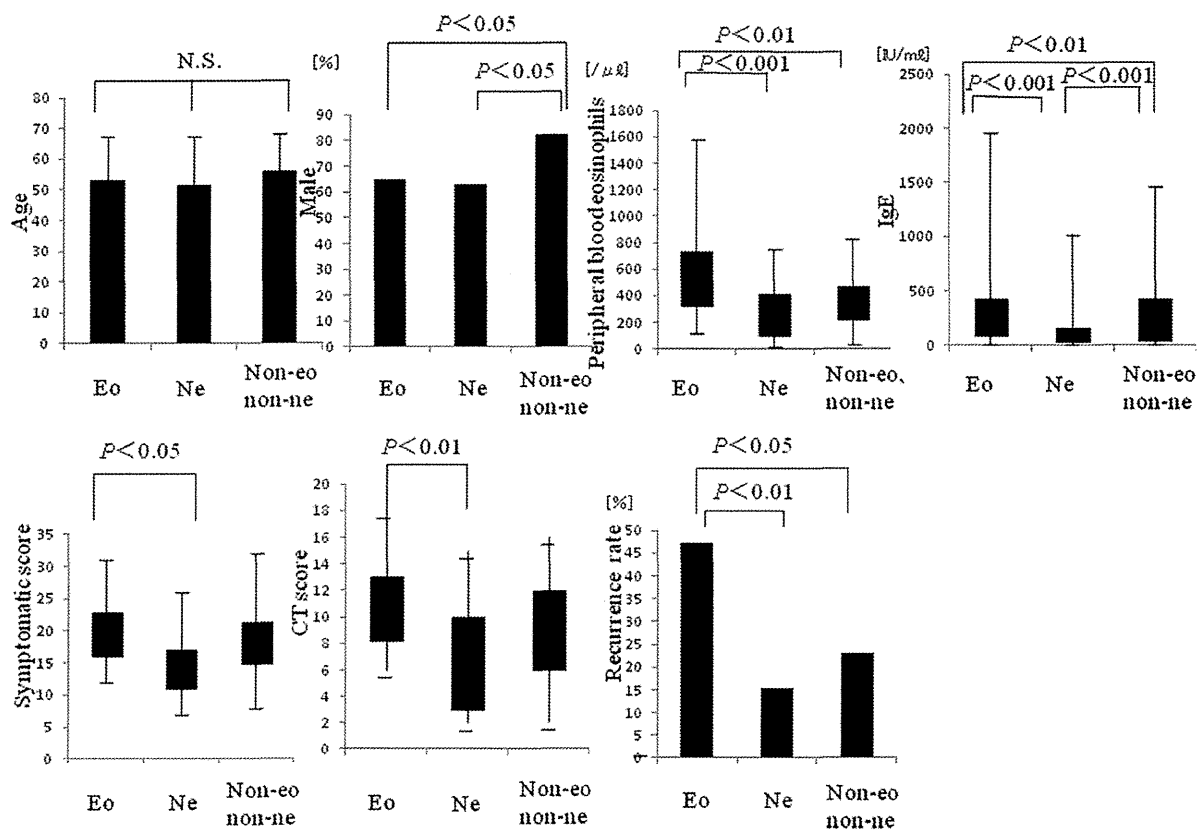 N.S.
Age
80
70
60
50
40
30
20
10
0
Eo
Ne
Non-eo
non-ne
P<0.05
P<0.05
[%]
Male
90
80
70
60
50
40
30
20
10
0
Eo
Ne
Non-eo
non-ne
P<0.01
P<0.001
[/μℓ]
Peripheral blood eosinophils
1800
1600
1400
1200
1000
800
600
400
200
0
Eo
Ne
Non-eo、
non-ne
[IU/mℓ]
P<0.01
P<0.001
P<0.001
IgE
2500
2000
1500
1000
500
0
Eo
Ne
Non-eo
non-ne
P<0.05
Symptomatic score
35
30
25
20
15
10
5
0
Eo
Ne
Non-eo
non-ne
P<0.01
CT score
20
18
16
14
12
10
8
6
4
2
0
Eo
Ne
Non-eo
non-ne
P<0.05
P<0.01
[%]
Recurrence rate
50
45
40
35
30
25
20
15
10
5
0
Eo
Ne
Non-eo
non-ne